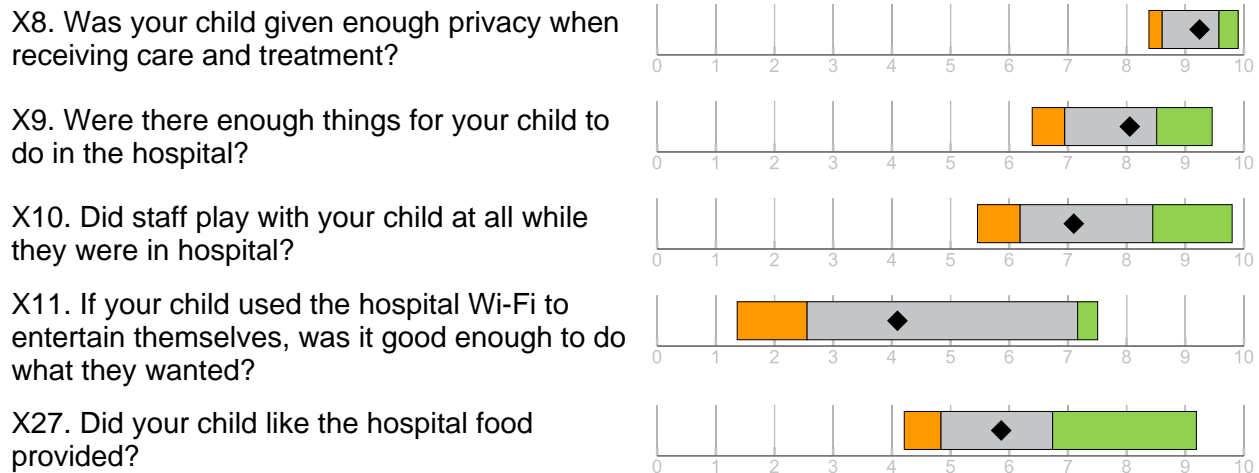 X8. Was your child given enough privacy when
receiving care and treatment?
0 1 2 3 4 5 6 7 8 9 10
X9. Were there enough things for your child to
do in the hospital?
0 1 2 3 4 5 6 7 8 9 10
X10. Did staff play with your child at all while
they were in hospital?
0 1 2 3 4 5 6 7 8 9 10
X11. If your child used the hospital Wi-Fi to
entertain themselves, was it good enough to do
what they wanted?
0 1 2 3 4 5 6 7 8 9 10
X27. Did your child like the hospital food
provided?
0 1 2 3 4 5 6 7 8 9 10